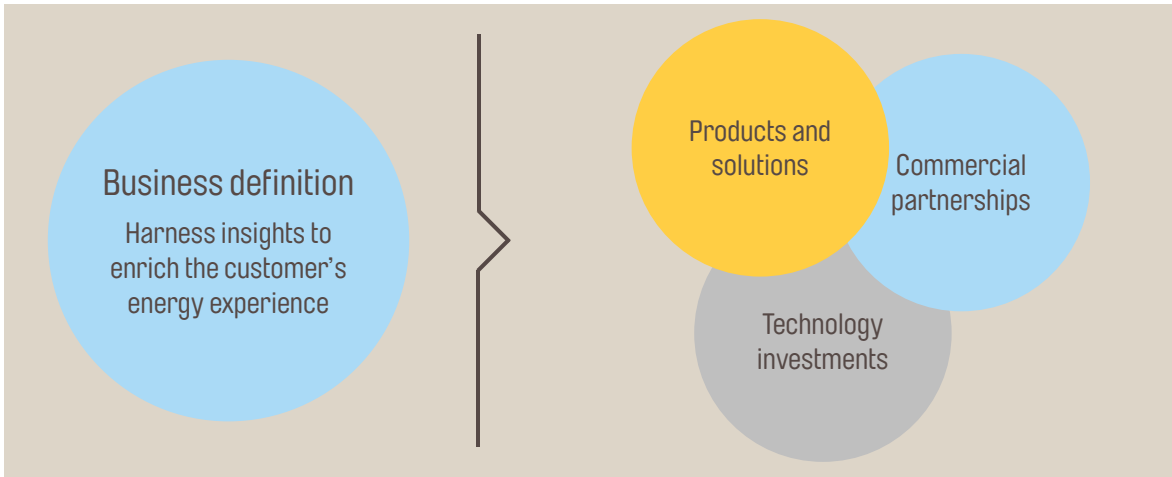 Business definition
Harness insights to
enrich the customer’s
energy experience
Products and
solutions
Commercial
partnerships
Technology
investments